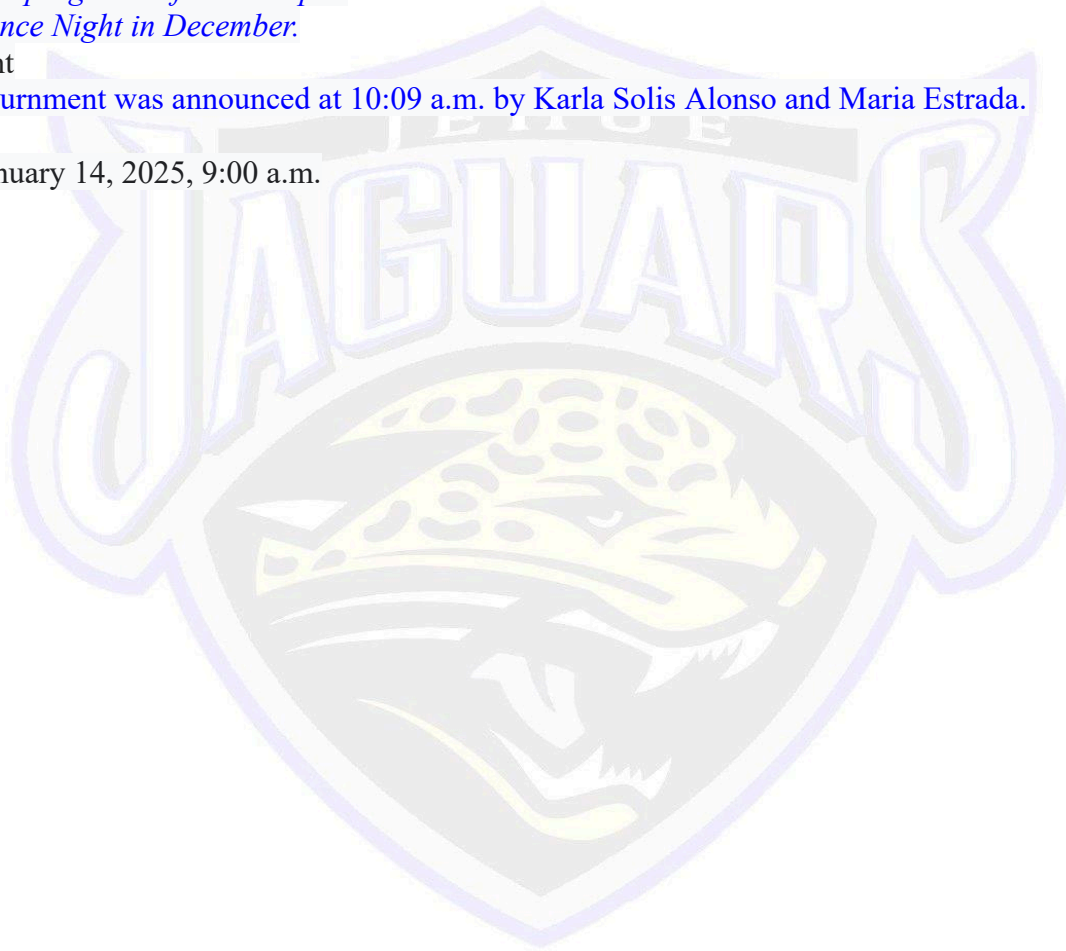 nce Night in December.
nt
urnment was announced at 10:09 a.m. by Karla Solis Alonso and Maria Estrada.
JEHUE
nuary 14, 2025, 9:00 a.m.
JAGUARS